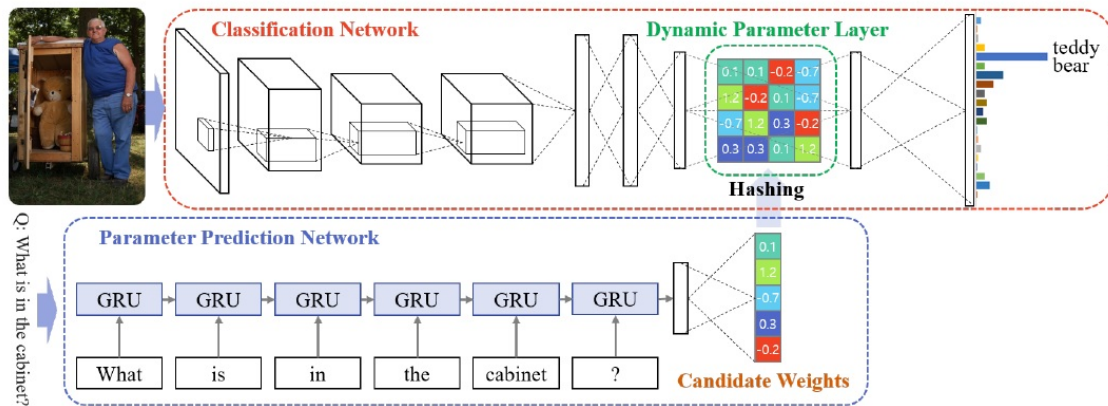 Classification Network
Dynamic Parameter Layer
0.1 0.1 -0.2 -0.7
1.2 -0.2 0.1 -0.7
-0.7 1.2 0.3 -0.2
0.3 0.3 0.1 1.2
teddy
bear
Hashing
Q: What is in the cabinet?
Parameter Prediction Network
GRU GRU GRU GRU GRU GRU
What is in the cabinet ?
0.1
1.2
-0.7
0.3
-0.2
Candidate Weights